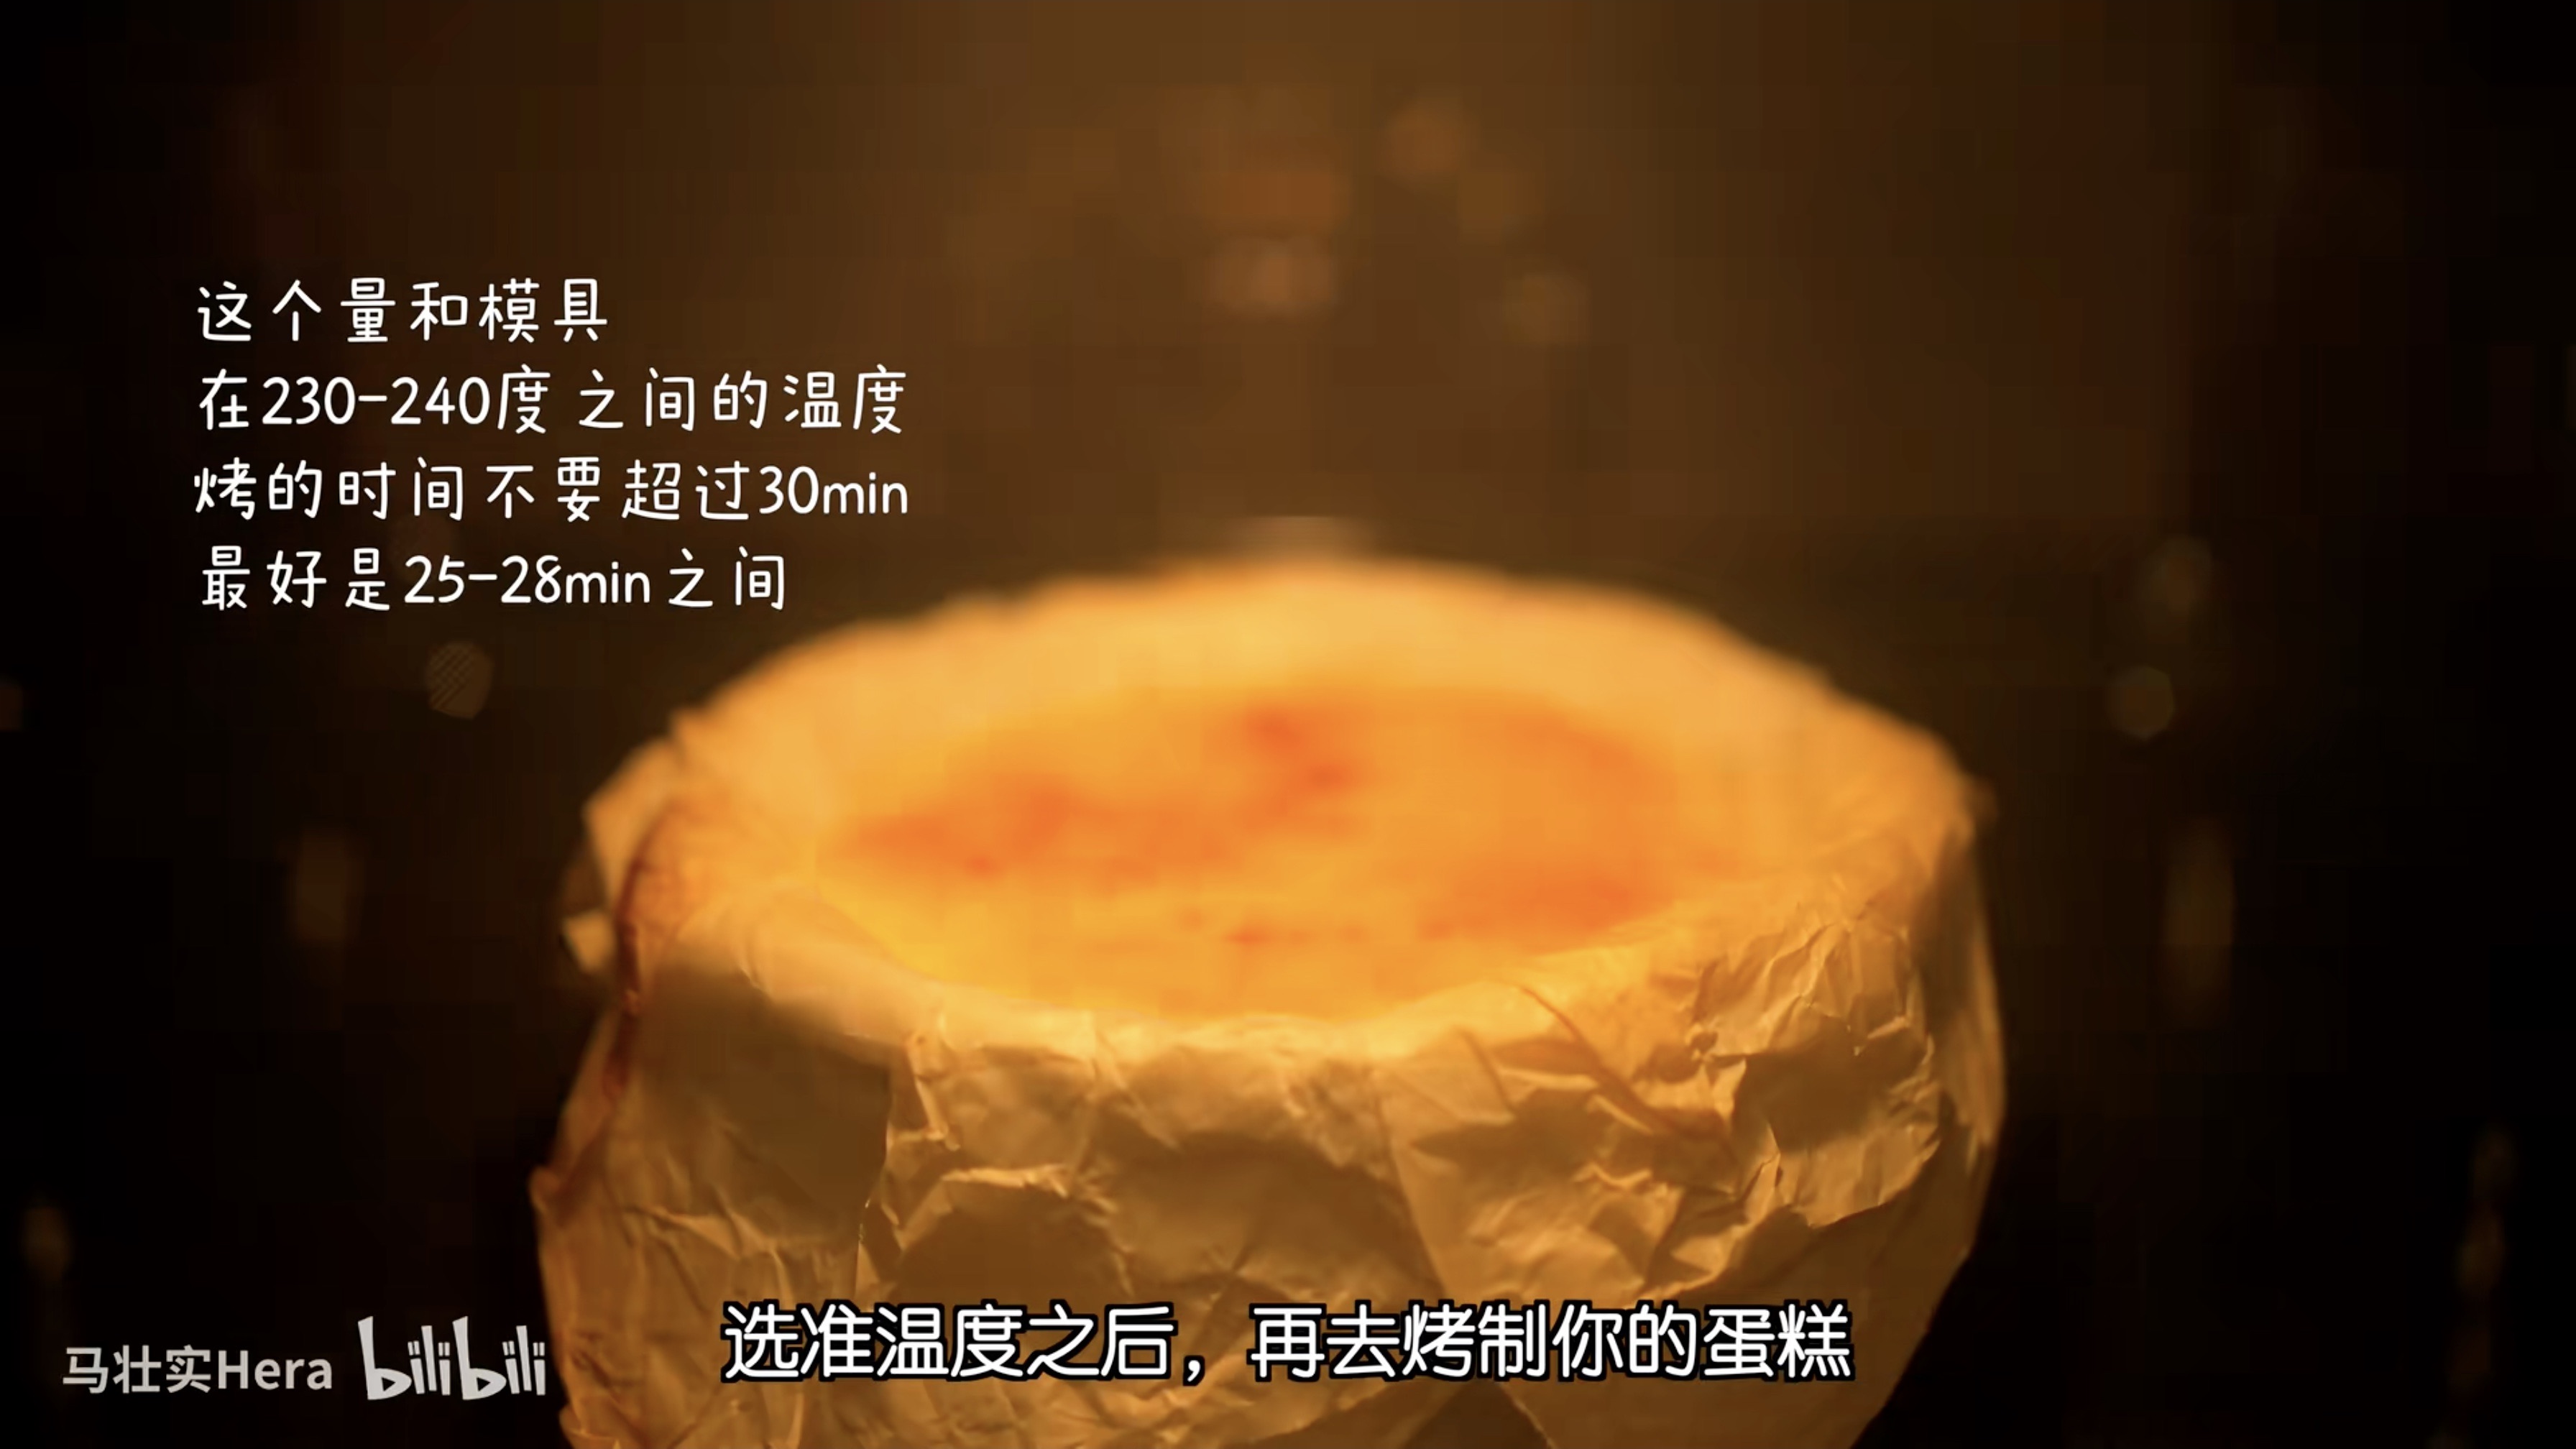 这个量和模具
在230-240度之间的温度
烤的时间不要超过30min
最好是25-28min之间
选准温度之后，再去烤制你的蛋糕
马壮实Hera bilibili